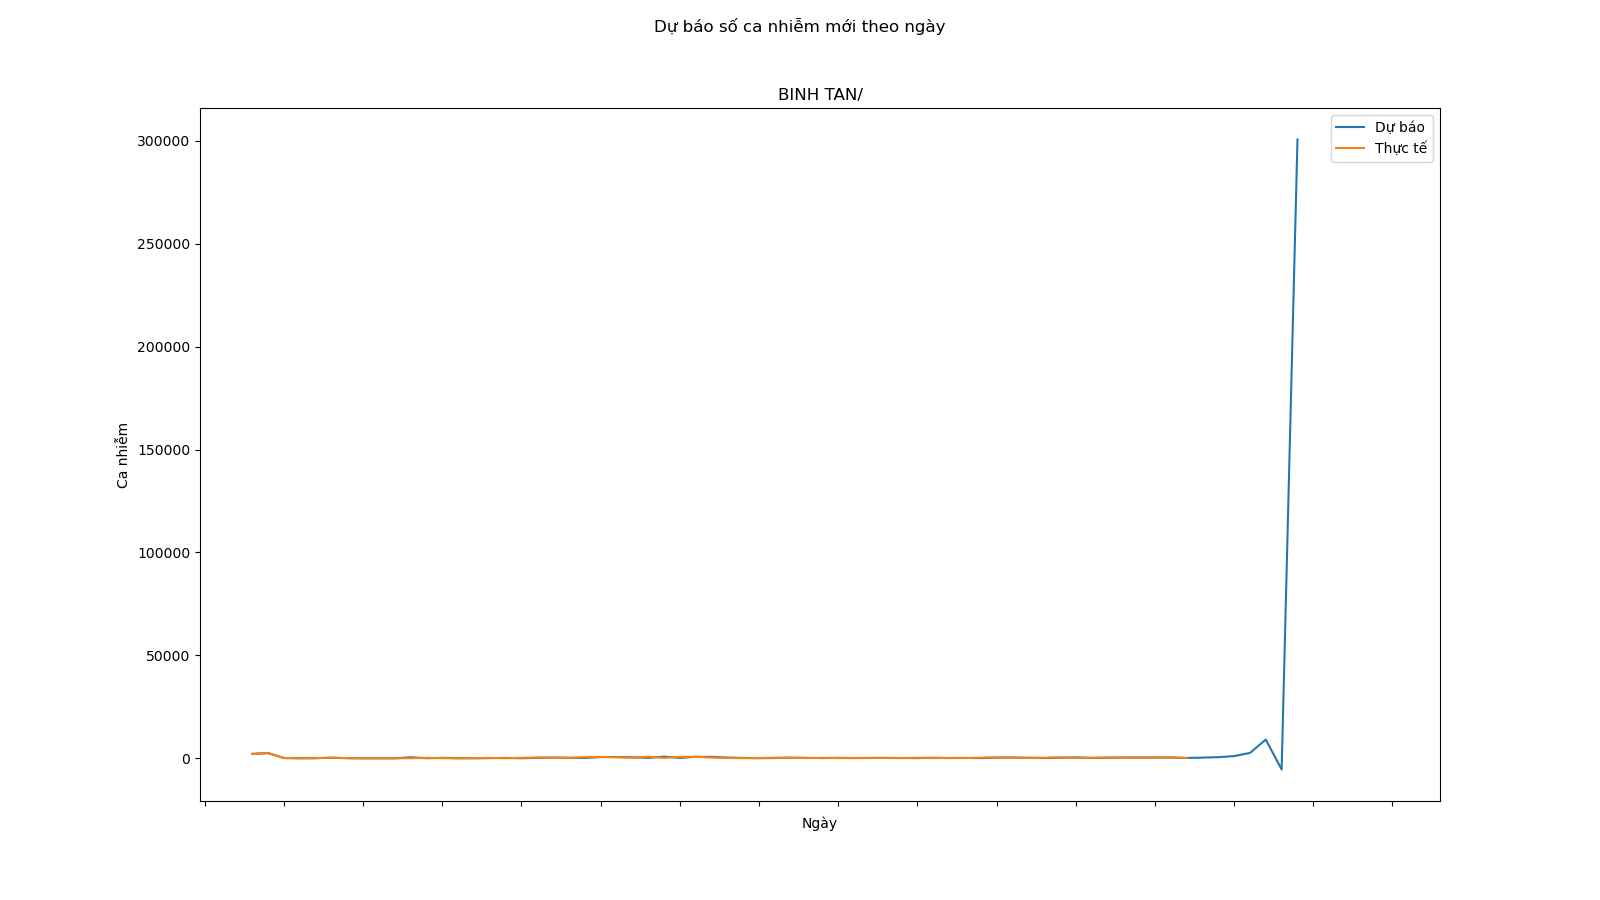 Dự báo số ca nhiễm mới theo ngày
BINH TAN/
Dự báo
Thực tế
300000
250000
200000
150000
100000
50000
0
Ca nhiễm
Ngày